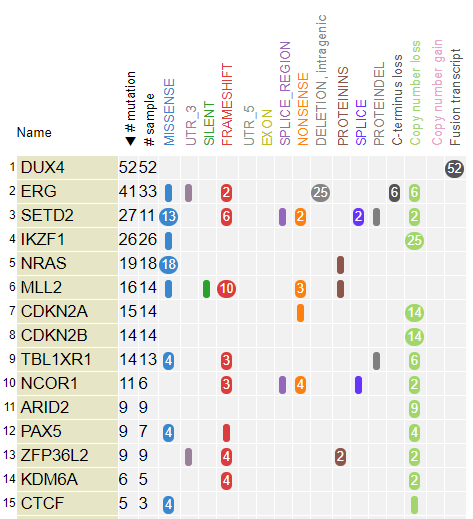 Name ◀ # mutation # sample MISSENSE UTR_3 SILENT FRAMESHIFT UTR_5 EXON SPLICE_REGION NONSENSE DELETION, intragenic PROTEININS SPLICE PROTEINDEL C-terminus loss Copy number loss Copy number gain Fusion transcript
1 DUX4 52 52 52
2 ERG 41 33 2 25 6 6
3 SETD2 27 11 13 6 2 2 2
4 IKZF1 26 26 25
5 NRAS 19 18 18
6 MLL2 16 14 10 3
7 CDKN2A 15 14 14
8 CDKN2B 14 14 14
9 TBL1XR1 14 13 4 3 6
10 NCOR1 11 6 3 4 2
11 ARID2 9 9 9
12 PAX5 9 7 4 4
13 ZFP36L2 9 9 4 2 2
14 KDM6A 6 5 4 2
15 CTCF 5 3 4